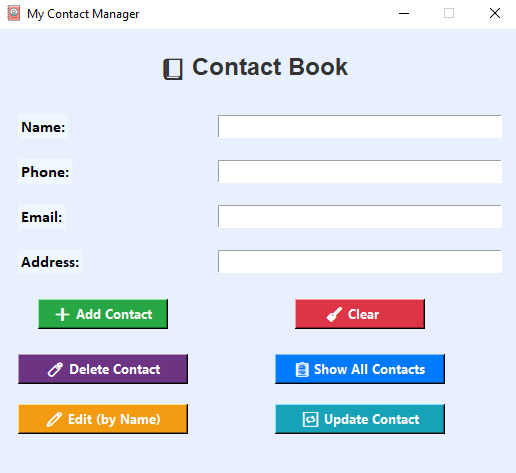 My Contact Manager
Contact Book
Name:
Phone:
Email:
Address:
Add Contact
Clear
Delete Contact
Show All Contacts
Edit (by Name)
Update Contact